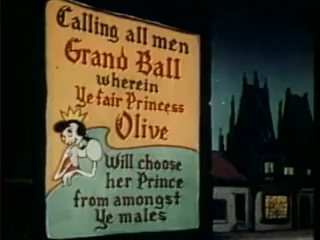 Calling all men
Grand Ball
wherein
Ye fair Princess
Olive
Will choose
her Prince
from amongst
Ye males